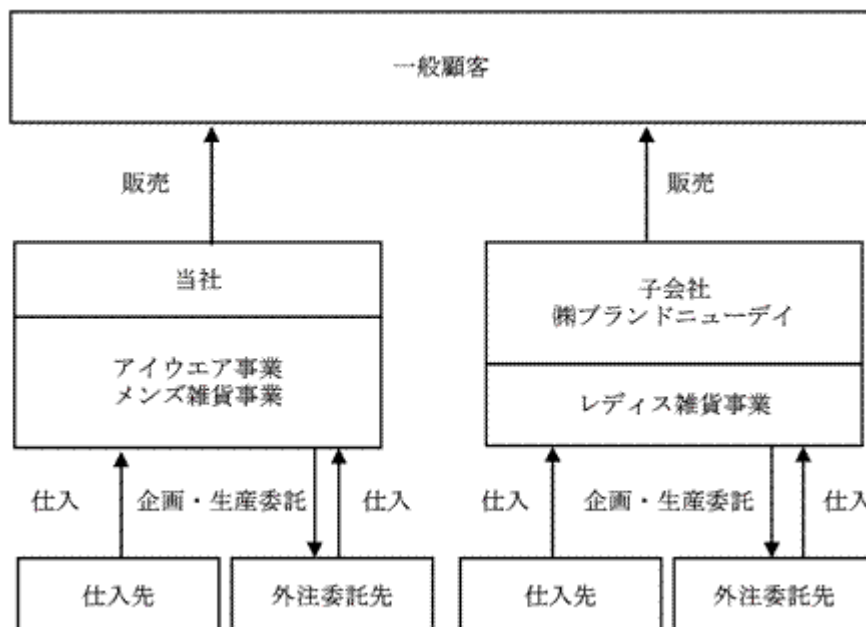 一般顧客
販売
販売
当社
子会社
㈱ブランドニューデイ
アイウエア事業
メンズ雑貨事業
レディス雑貨事業
仕入
企画・生産委託
仕入
仕入
企画・生産委託
仕入
仕入先
外注委託先
仕入先
外注委託先